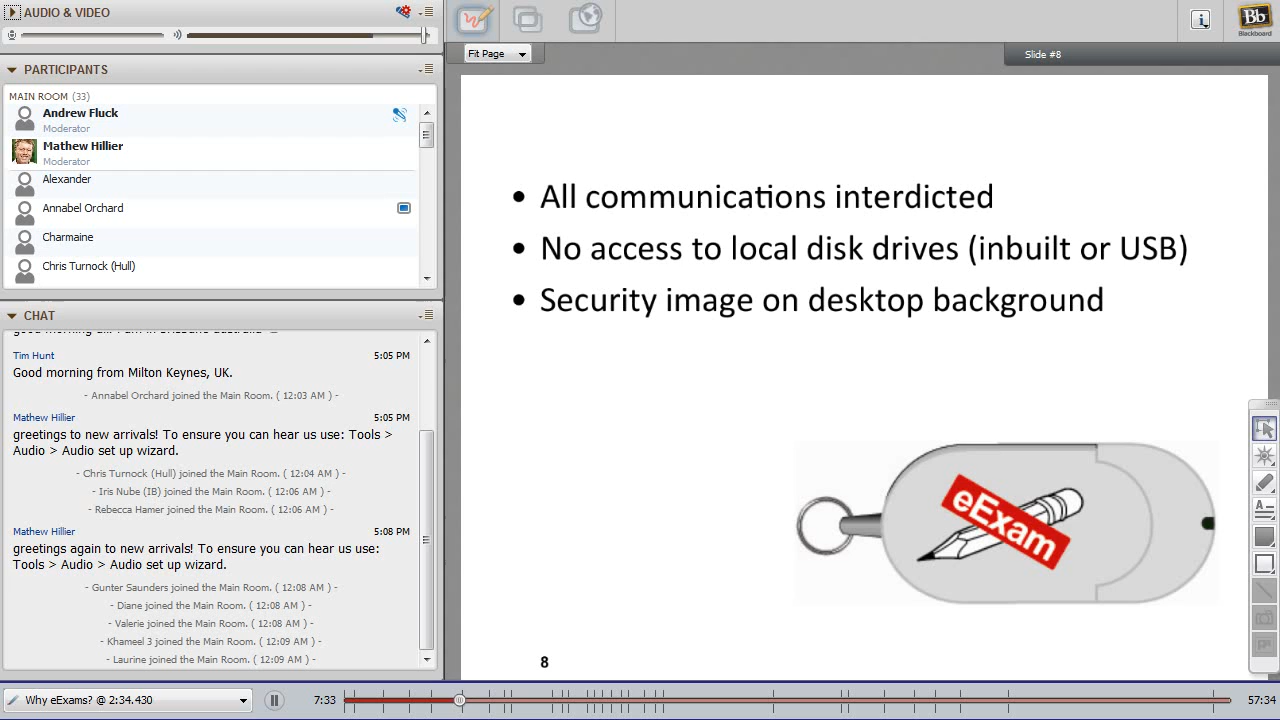 AUDIO & VIDEO
PARTICIPANTS
MAIN ROOM (33)
Andrew Fluck
Moderator
Mathew Hillier
Moderator
Alexander
Annabel Orchard
Charmaine
Chris Turnock (Hull)
CHAT
Tim Hunt 5:05 PM
Good morning from Milton Keynes, UK.
- Annabel Orchard joined the Main Room. ( 12:03 AM ) -
Mathew Hillier 5:05 PM
greetings to new arrivals! To ensure you can hear us use: Tools >
Audio > Audio set up wizard.
- Chris Turnock (Hull) joined the Main Room. ( 12:04 AM ) -
- Iris Nube (IB) joined the Main Room. ( 12:06 AM ) -
- Rebecca Hamer joined the Main Room. ( 12:06 AM ) -
Mathew Hillier 5:08 PM
greetings again to new arrivals! To ensure you can hear us use:
Tools > Audio > Audio set up wizard.
- Gunter Saunders joined the Main Room. ( 12:08 AM ) -
- Diane joined the Main Room. ( 12:08 AM ) -
- Valerie joined the Main Room. ( 12:08 AM ) -
- Khameel 3 joined the Main Room. ( 12:09 AM ) -
- Laurine joined the Main Room. ( 12:09 AM ) -
Bb
Blackboard
Fit Page
Slide #8
• All communications interdicted
• No access to local disk drives (inbuilt or USB)
• Security image on desktop background
eExam
8
Why eExams? @ 2:34.430
7:33
57:34